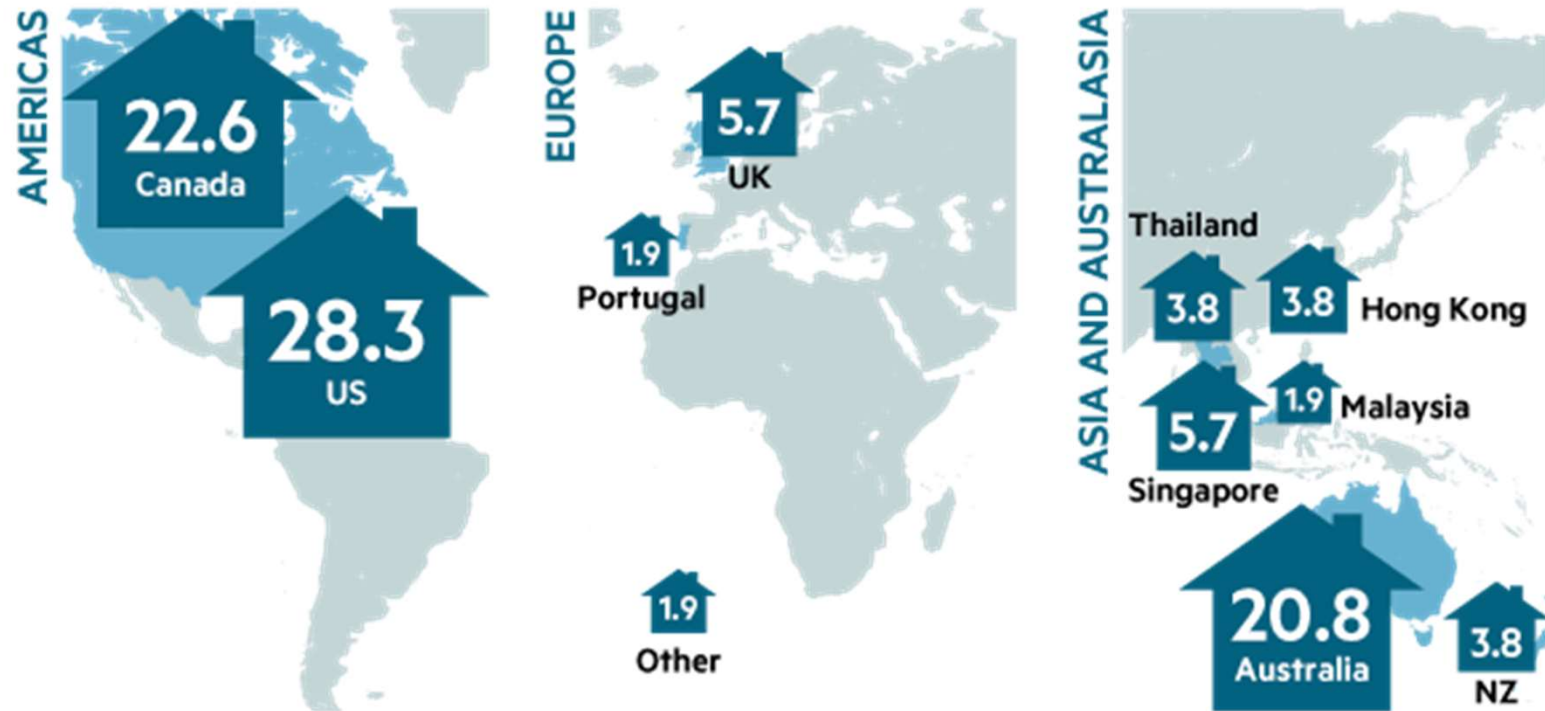 AMERICAS
22.6
Canada
28.3
US
EUROPE
5.7
UK
1.9
Portugal
1.9
Other
ASIA AND AUSTRALASIA
Thailand
3.8
3.8
Hong Kong
5.7
Singapore
1.9
Malaysia
20.8
Australia
3.8
NZ